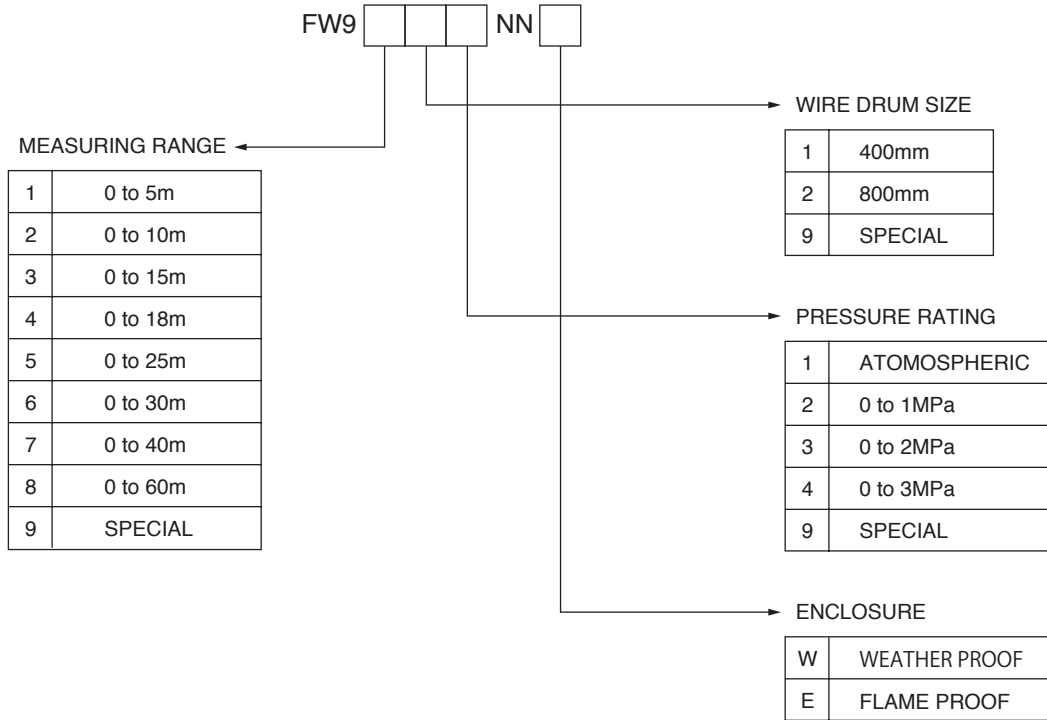 FW9 NN
MEASURING RANGE
1 0 to 5m
2 0 to 10m
3 0 to 15m
4 0 to 18m
5 0 to 25m
6 0 to 30m
7 0 to 40m
8 0 to 60m
9 SPECIAL
WIRE DRUM SIZE
1 400mm
2 800mm
9 SPECIAL
PRESSURE RATING
1 ATOMOSPHERIC
2 0 to 1MPa
3 0 to 2MPa
4 0 to 3MPa
9 SPECIAL
ENCLOSURE
W WEATHER PROOF
E FLAME PROOF